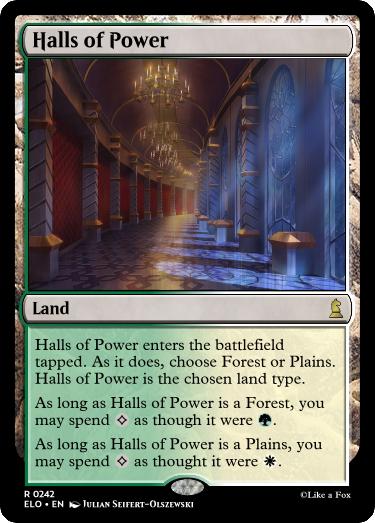 Halls of Power
Land
Halls of Power enters the battlefield
tapped. As it does, choose Forest or Plains.
Halls of Power is the chosen land type.
As long as Halls of Power is a Forest, you
may spend as though it were .
As long as Halls of Power is a Plains, you
may spend as thought it were .
R 0242
ELO • EN Julian Seifert-Olszewski
©Like a Fox